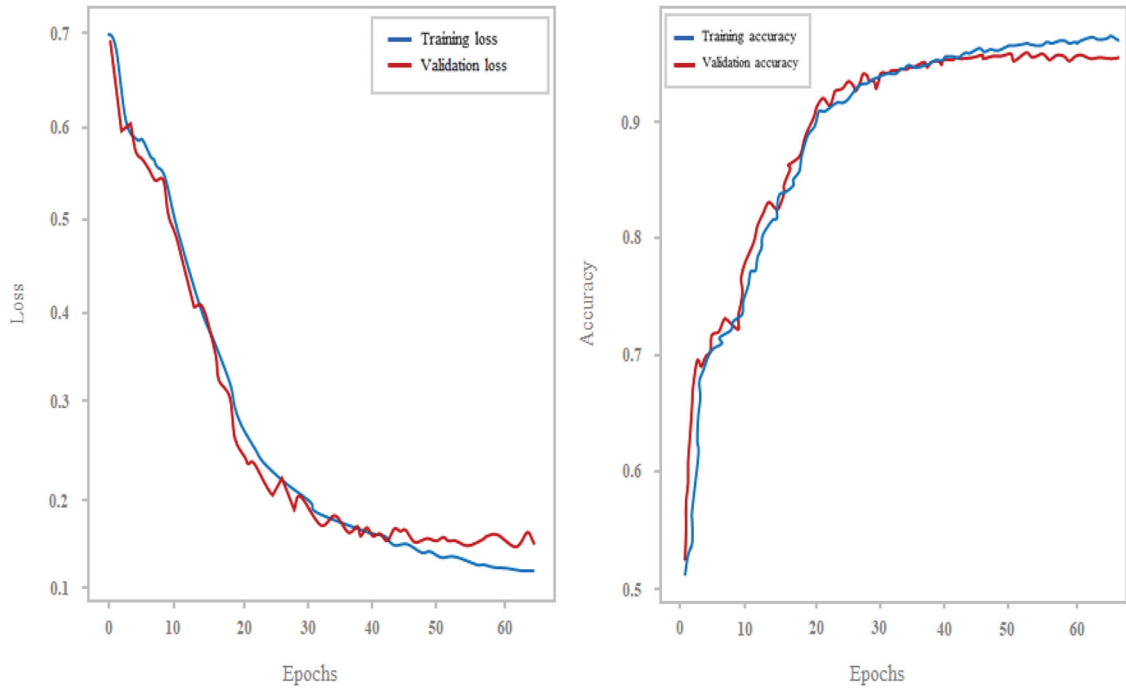 0.7
0.6
0.5
0.4
0.3
0.2
0.1
Loss
0 10 20 30 40 50 60
Epochs
Training loss
Validation loss
0.9
0.8
0.7
0.6
0.5
Accuracy
0 10 20 30 40 50 60
Epochs
Training accuracy
Validation accuracy